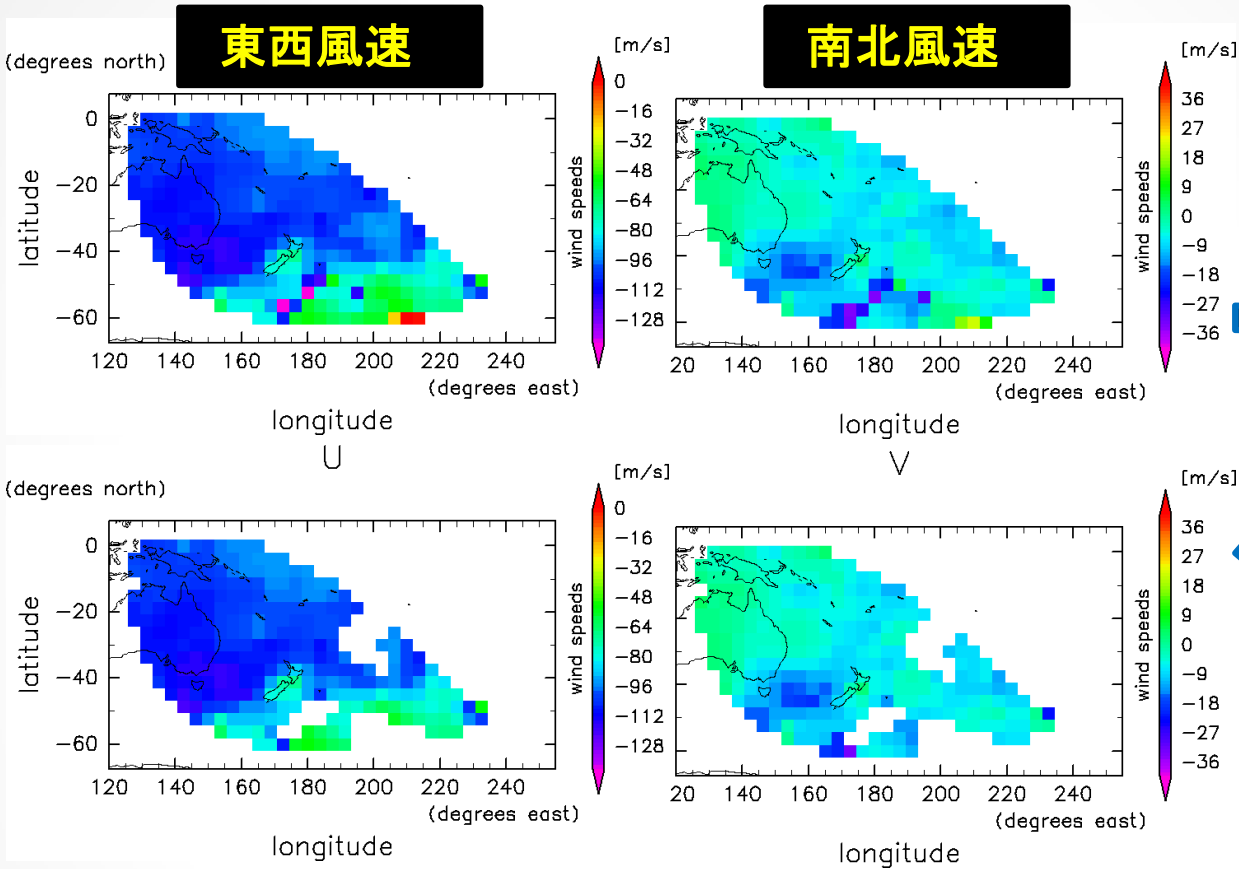 東西風速
南北風速
[m/s]
[m/s]
(degrees north)
latitude
0
−20
−40
−60
120 140 160 180 200 220 240
(degrees east)
longitude
U
wind speeds
0
−16
−32
−48
−64
−80
−96
−112
−128
20 140 160 180 200 220 240
(degrees east)
longitude
V
wind speeds
36
27
18
9
0
−9
−18
−27
−36
(degrees north)
[m/s]
[m/s]
latitude
0
−20
−40
−60
120 140 160 180 200 220 240
(degrees east)
longitude
wind speeds
0
−16
−32
−48
−64
−80
−96
−112
−128
20 140 160 180 200 220 240
(degrees east)
longitude
wind speeds
36
27
18
9
0
−9
−18
−27
−36